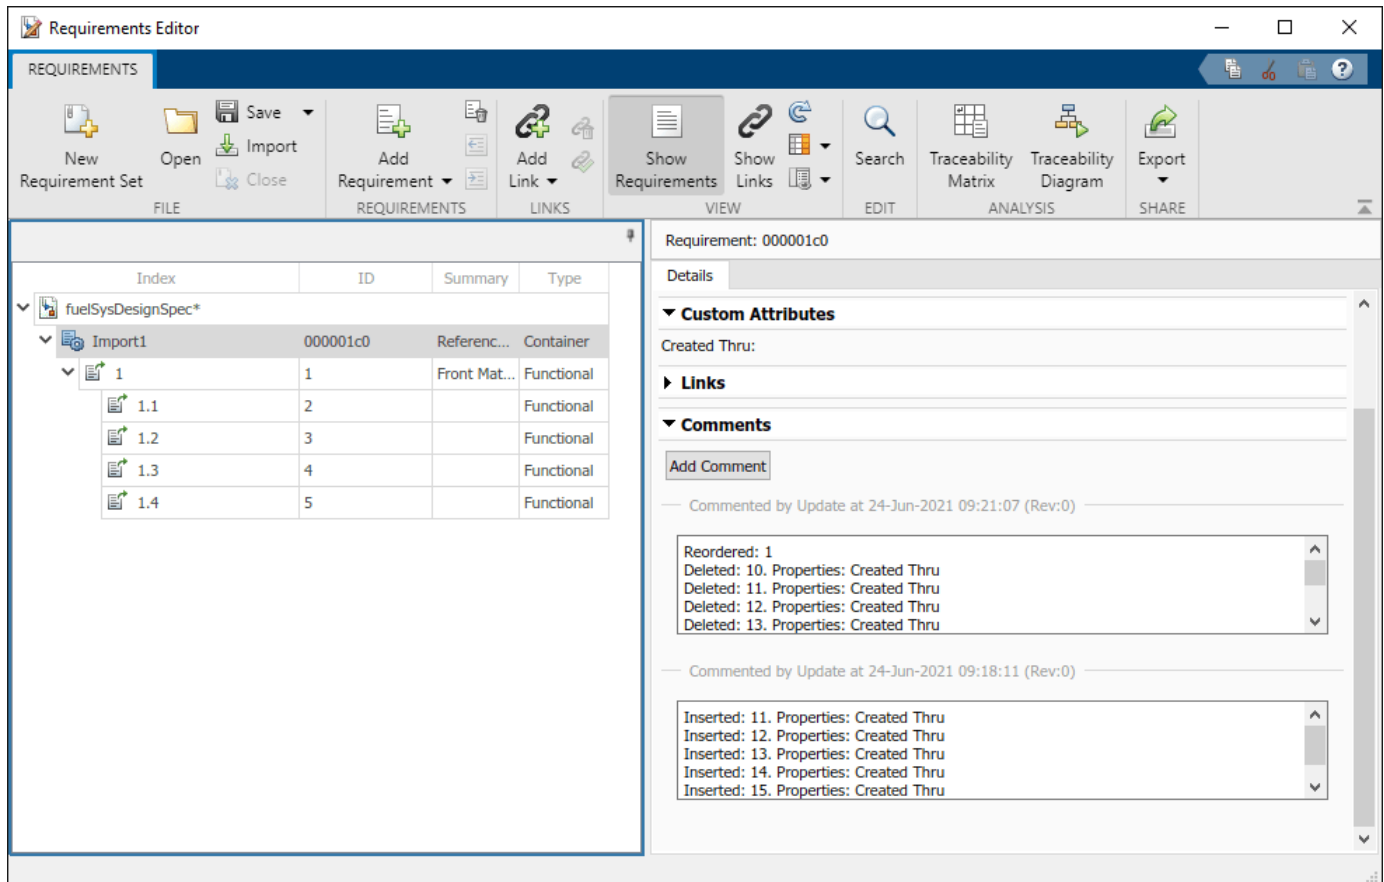 Requirements Editor
REQUIREMENTS
New Requirement Set
Open
Save
Import
Close
FILE
Add Requirement
REQUIREMENTS
Add Link
LINKS
Show Requirements
Show Links
VIEW
Search
EDIT
Traceability Matrix
Traceability Diagram
ANALYSIS
Export
SHARE
Index ID Summary Type
fuelSysDesignSpec*
Import1 000001c0 Referenc... Container
1 1 Front Mat... Functional
1.1 2 Functional
1.2 3 Functional
1.3 4 Functional
1.4 5 Functional
Requirement: 000001c0
Details
Custom Attributes
Created Thru:
Links
Comments
Add Comment
Commented by Update at 24-Jun-2021 09:21:07 (Rev:0)
Reordered: 1
Deleted: 10. Properties: Created Thru
Deleted: 11. Properties: Created Thru
Deleted: 12. Properties: Created Thru
Deleted: 13. Properties: Created Thru
Commented by Update at 24-Jun-2021 09:18:11 (Rev:0)
Inserted: 11. Properties: Created Thru
Inserted: 12. Properties: Created Thru
Inserted: 13. Properties: Created Thru
Inserted: 14. Properties: Created Thru
Inserted: 15. Properties: Created Thru